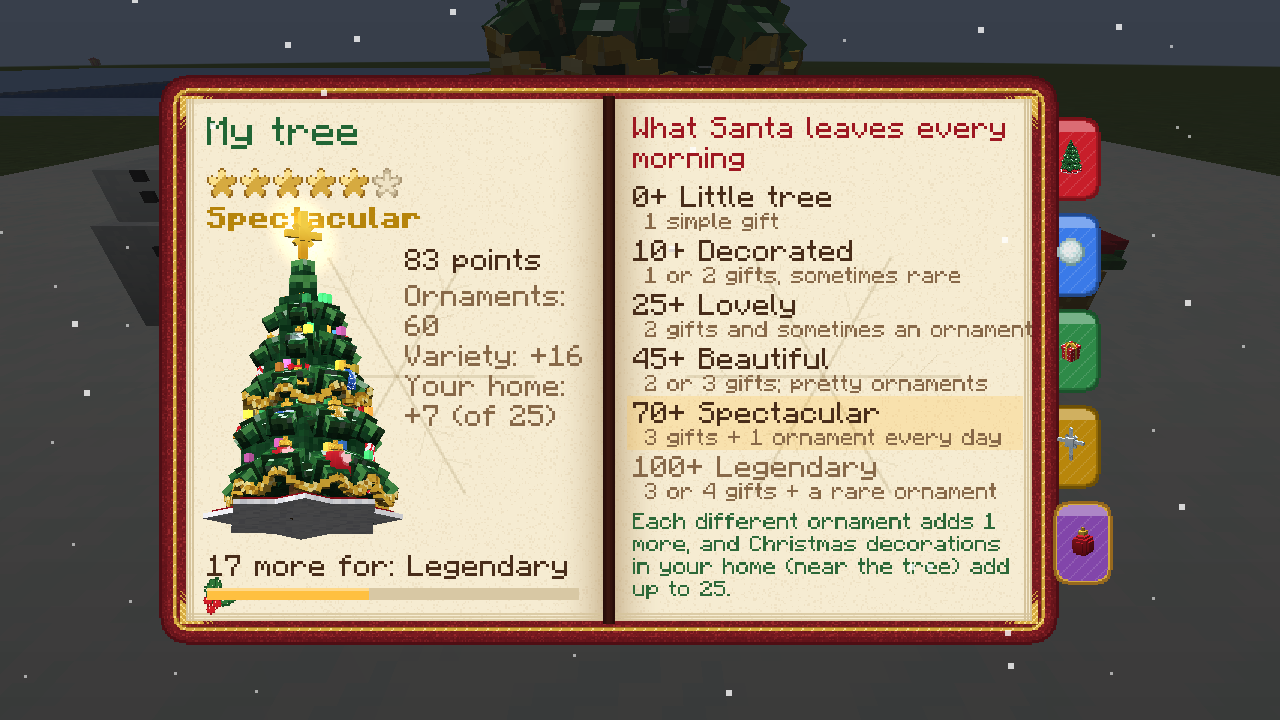 My tree
Spectacular
83 points
Ornaments:
60
Variety: +16
Your home:
+7 (of 25)
17 more for: Legendary
What Santa leaves every
morning
0+ Little tree
1 simple gift
10+ Decorated
1 or 2 gifts, sometimes rare
25+ Lovely
2 gifts and sometimes an ornament
45+ Beautiful
2 or 3 gifts; pretty ornaments
70+ Spectacular
3 gifts + 1 ornament every day
100+ Legendary
3 or 4 gifts + a rare ornament
Each different ornament adds 1
more, and Christmas decorations
in your home (near the tree) add
up to 25.